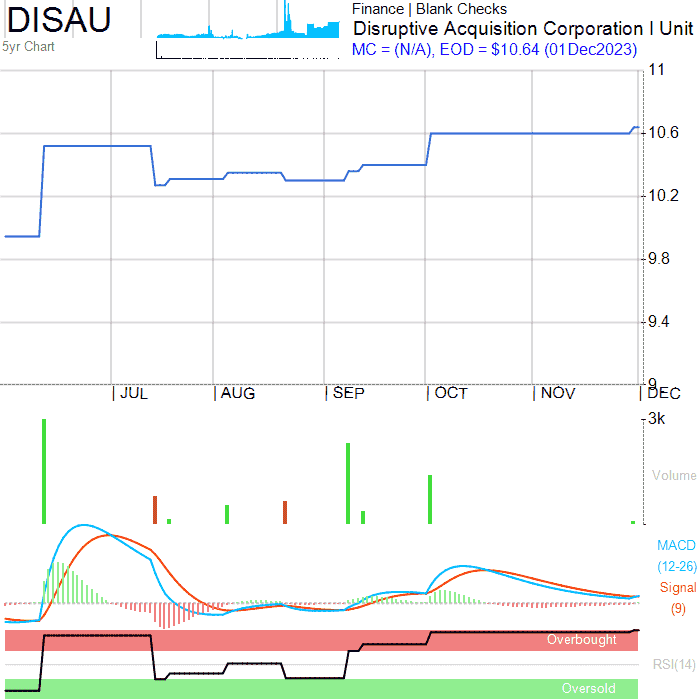 DISAU
5yr Chart
Finance | Blank Checks
Disruptive Acquisition Corporation I Unit
MC = (N/A), EOD = $10.64 (01Dec2023)
11
10.6
10.2
9.8
9.4
9
JUL AUG SEP OCT NOV DEC
3k
Volume
MACD
(12-26)
Signal
(9)
Overbought
RSI(14)
Oversold